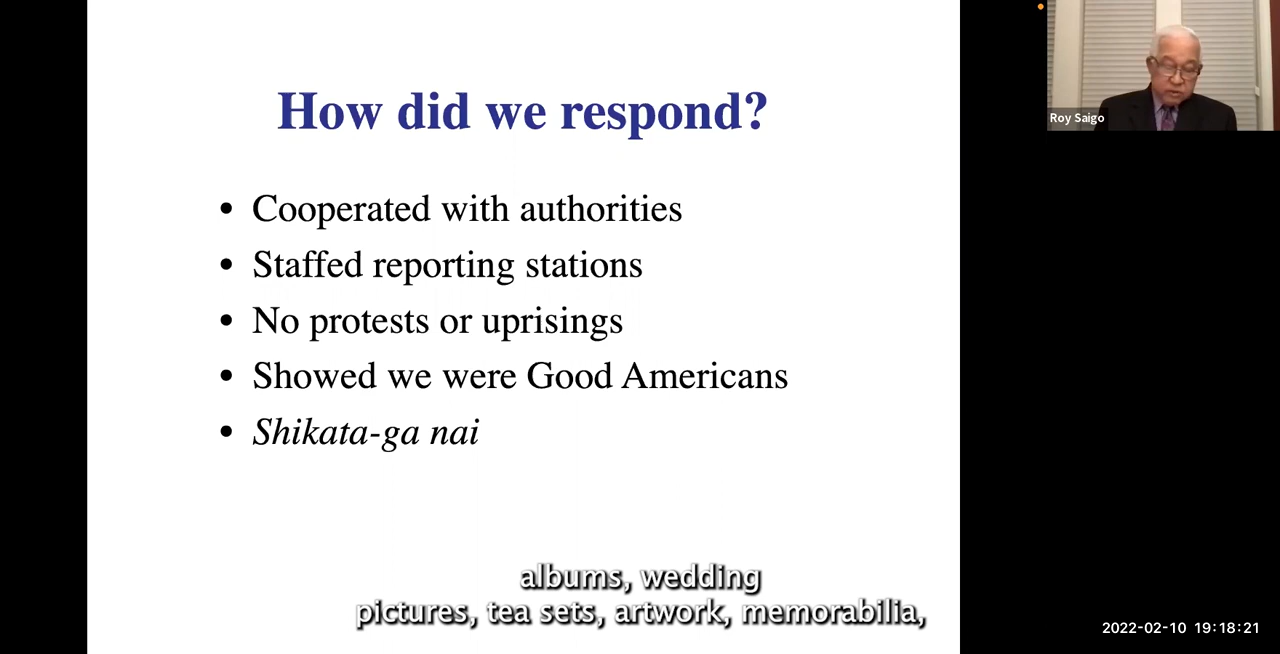 How did we respond?
• Cooperated with authorities
• Staffed reporting stations
• No protests or uprisings
• Showed we were Good Americans
• Shikata-ga nai
albums, wedding
pictures, tea sets, artwork, memorabilia,
Roy Saigo
2022-02-10 19:18:21